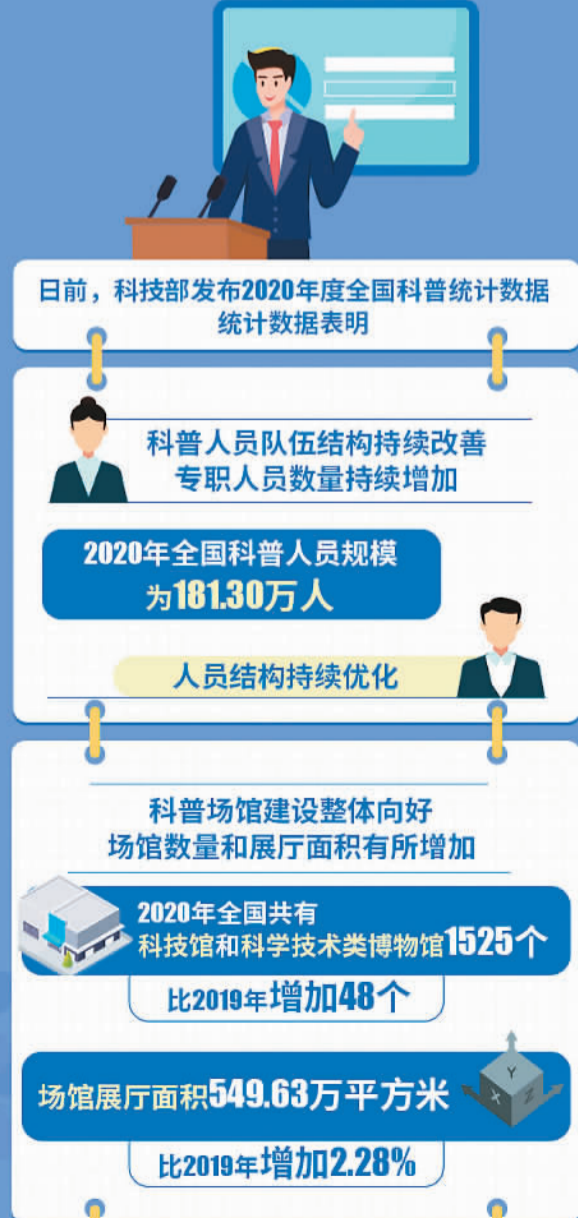 日前，科技部发布2020年度全国科普统计数据
统计数据表明
科普人员队伍结构持续改善
专职人员数量持续增加
2020年全国科普人员规模
为181.30万人
人员结构持续优化
科普场馆建设整体向好
场馆数量和展厅面积有所增加
2020年全国共有
科技馆和科学技术类博物馆1525个
比2019年增加48个
场馆展厅面积549.63万平方米
X Y Z
比2019年增加2.28%